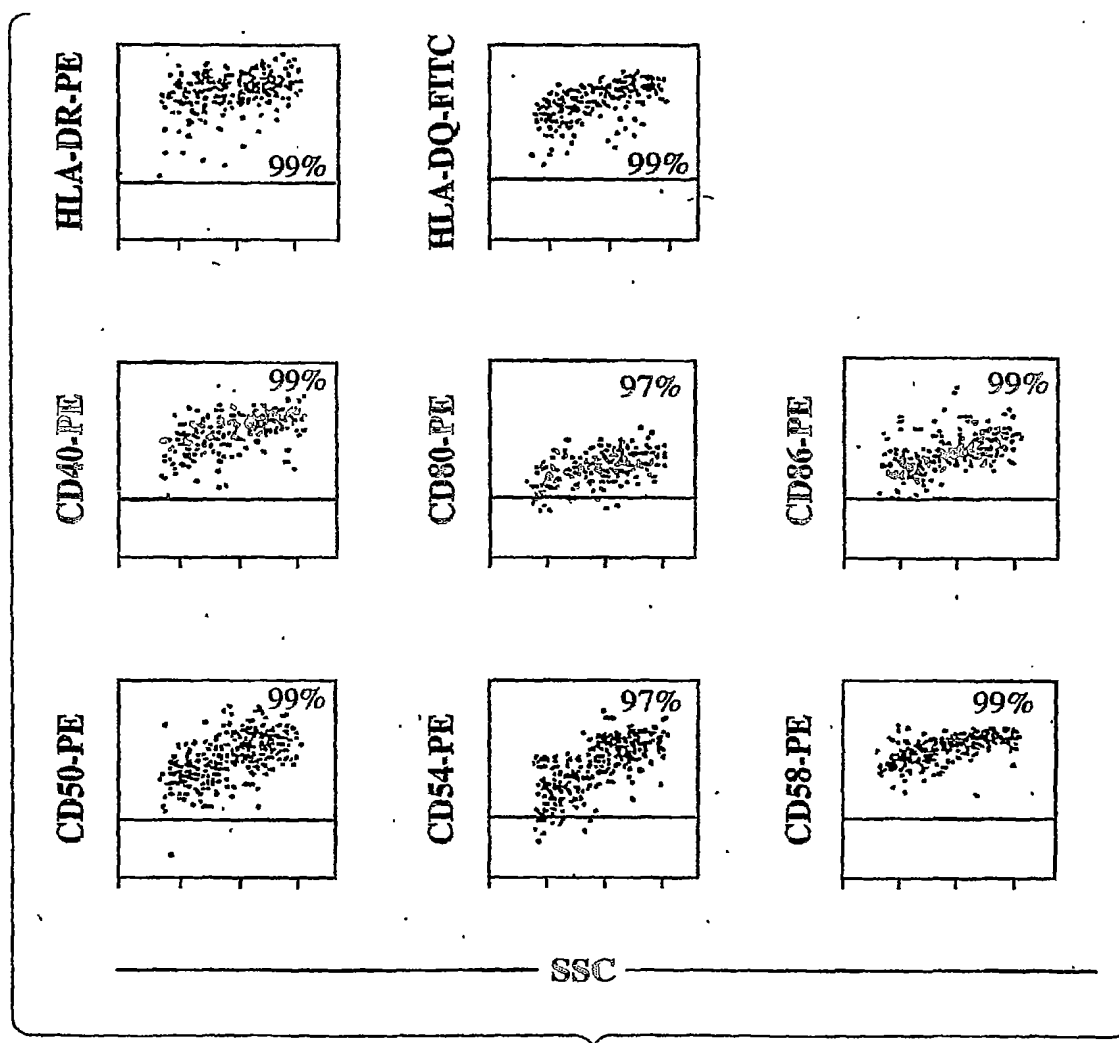 HLA-DR-PE
99%
HLA-DQ-FITC
99%
CD40-PE
99%
CD80-PE
97%
CD86-PE
99%
CD50-PE
99%
CD54-PE
97%
CD58-PE
99%
SSC